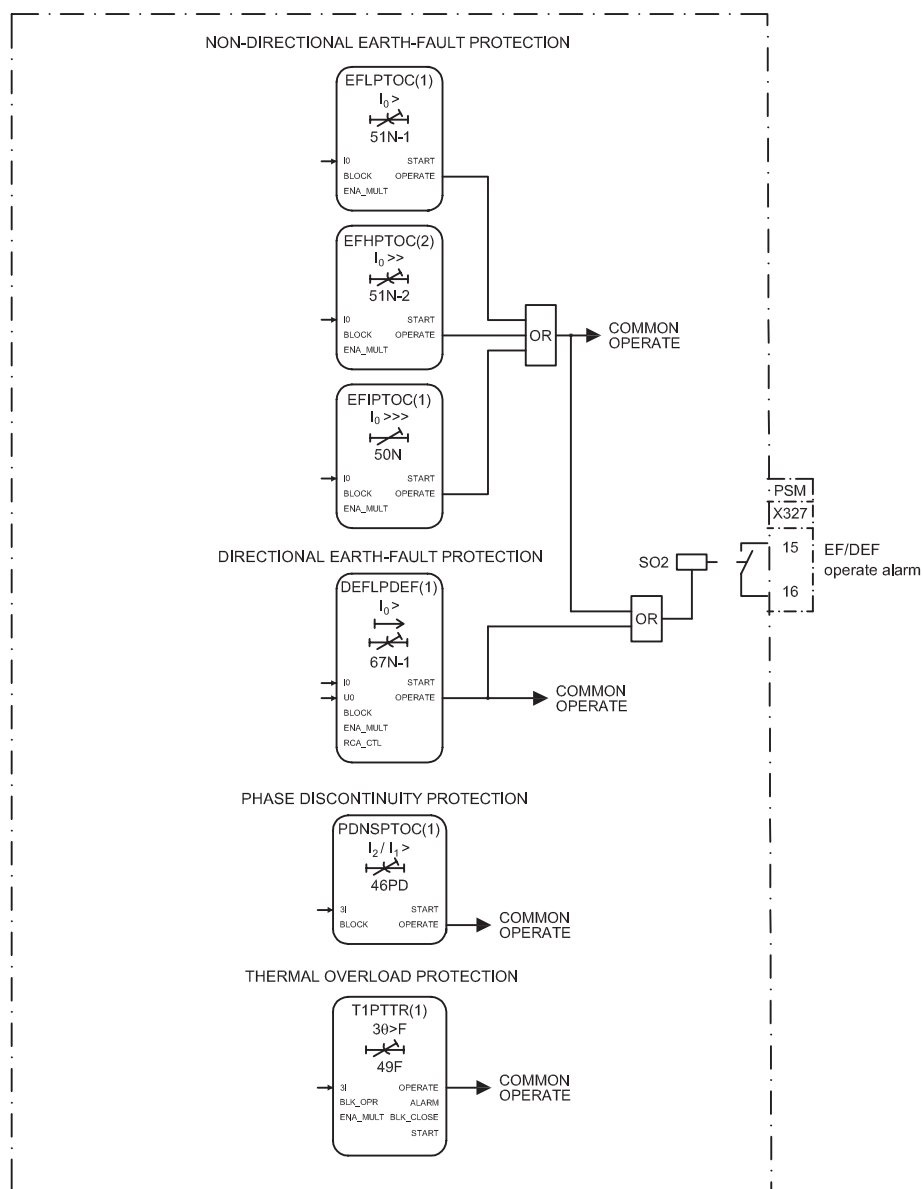 NON-DIRECTIONAL EARTH-FAULT PROTECTION
EFLPTOC(1)
I0 >
51N-1
I0 START
BLOCK OPERATE
ENA_MULT
EFHPTOC(2)
I0 >>
51N-2
I0 START
BLOCK OPERATE
ENA_MULT
OR
COMMON
OPERATE
EFIPTOC(1)
I0 >>>
50N
I0 START
BLOCK OPERATE
ENA_MULT
PSM
X327
15
16
EF/DEF
operate alarm
SO2
OR
DIRECTIONAL EARTH-FAULT PROTECTION
DEFLPDEF(1)
I0 >
67N-1
I0 START
U0 OPERATE
BLOCK
ENA_MULT
RCA_CTL
COMMON
OPERATE
PHASE DISCONTINUITY PROTECTION
PDNSPTOC(1)
I2 / I1 >
46PD
3I START
BLOCK OPERATE
COMMON
OPERATE
THERMAL OVERLOAD PROTECTION
T1PTTR(1)
3θ>F
49F
3I OPERATE
BLK_OPR ALARM
ENA_MULT BLK_CLOSE
START
COMMON
OPERATE